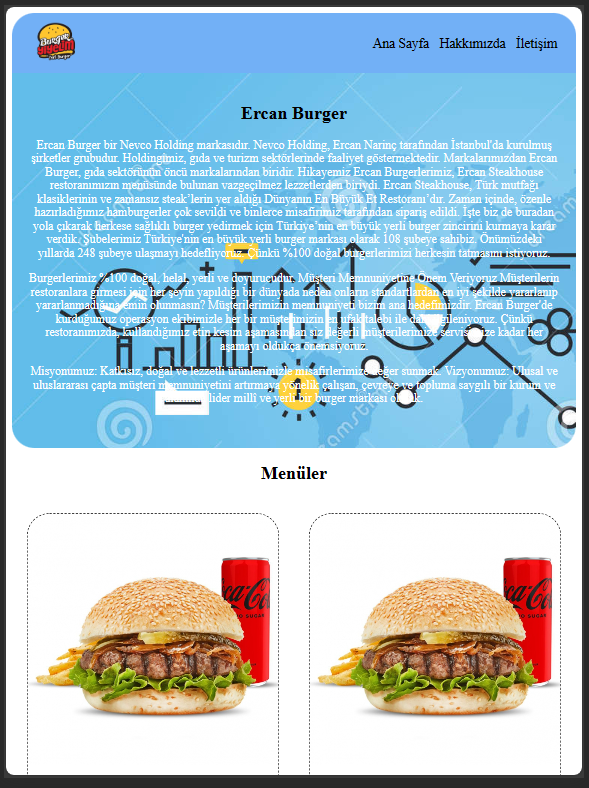 Burger
Yiyelim
Ana Sayfa Hakkımızda İletişim
Ercan Burger
Ercan Burger bir Nevco Holding markasıdır. Nevco Holding, Ercan Narinç tarafından İstanbul'da kurulmuş
şirketler grubudur. Holdingimiz, gıda ve turizm sektörlerinde faaliyet göstermektedir. Markalarımızdan Ercan
Burger, gıda sektörünün öncü markalarından biridir. Hikayemiz Ercan Burgerlerimiz, Ercan Steakhouse
restoranımızın menüsünde bulunan vazgeçilmez lezzetlerden biriydi. Ercan Steakhouse, Türk mutfağı
klasiklerinin ve zamansız steak'lerin yer aldığı Dünyanın En Büyük Et Restoranı'dır. Zaman içinde, özenle
hazırladığımız hamburgerler çok sevildi ve binlerce misafirimiz tarafından sipariş edildi. İşte biz de buradan
yola çıkarak herkese sağlıklı burger yedirmek için Türkiye'nin en büyük yerli burger zincirini kurmaya karar
verdik. Şubelerimiz Türkiye'nin en büyük yerli burger markası olarak 108 şubeye sahibiz. Önümüzdeki
yıllarda 248 şubeye ulaşmayı hedefliyoruz. Çünkü %100 doğal burgerlerimizi herkesin tatmasını istiyoruz.
Burgerlerimiz %100 doğal, helal, yerli ve doyurucudur. Müşteri Memnuniyetine Önem Veriyoruz Müşterilerin
restoranlara girmesi için her şeyin yapıldığı bir dünyada neden onların standartlardan en iyi şekilde yararlanıp
yararlanmadığına emin olunmasın? Müşterilerimizin memnuniyeti bizim ana hedefimizdir. Ercan Burger'de
kurduğumuz operasyon ekibimizle her bir müşterimizin en ufak talebi ile dahi ilgileniyoruz. Çünkü
restoranımızda, kullandığımız etin kesim aşamasından siz değerli müşterilerimize servisimize kadar her
aşamayı oldukça önemsiyoruz.
Misyonumuz: Katkısız, doğal ve lezzetli ürünlerimizle misafirlerimize değer sunmak. Vizyonumuz: Ulusal ve
uluslararası çapta müşteri memnuniyetini artırmaya yönelik çalışan, çevreye ve topluma saygılı bir kurum ve
lider millî ve yerli bir burger markası olmak.
Menüler